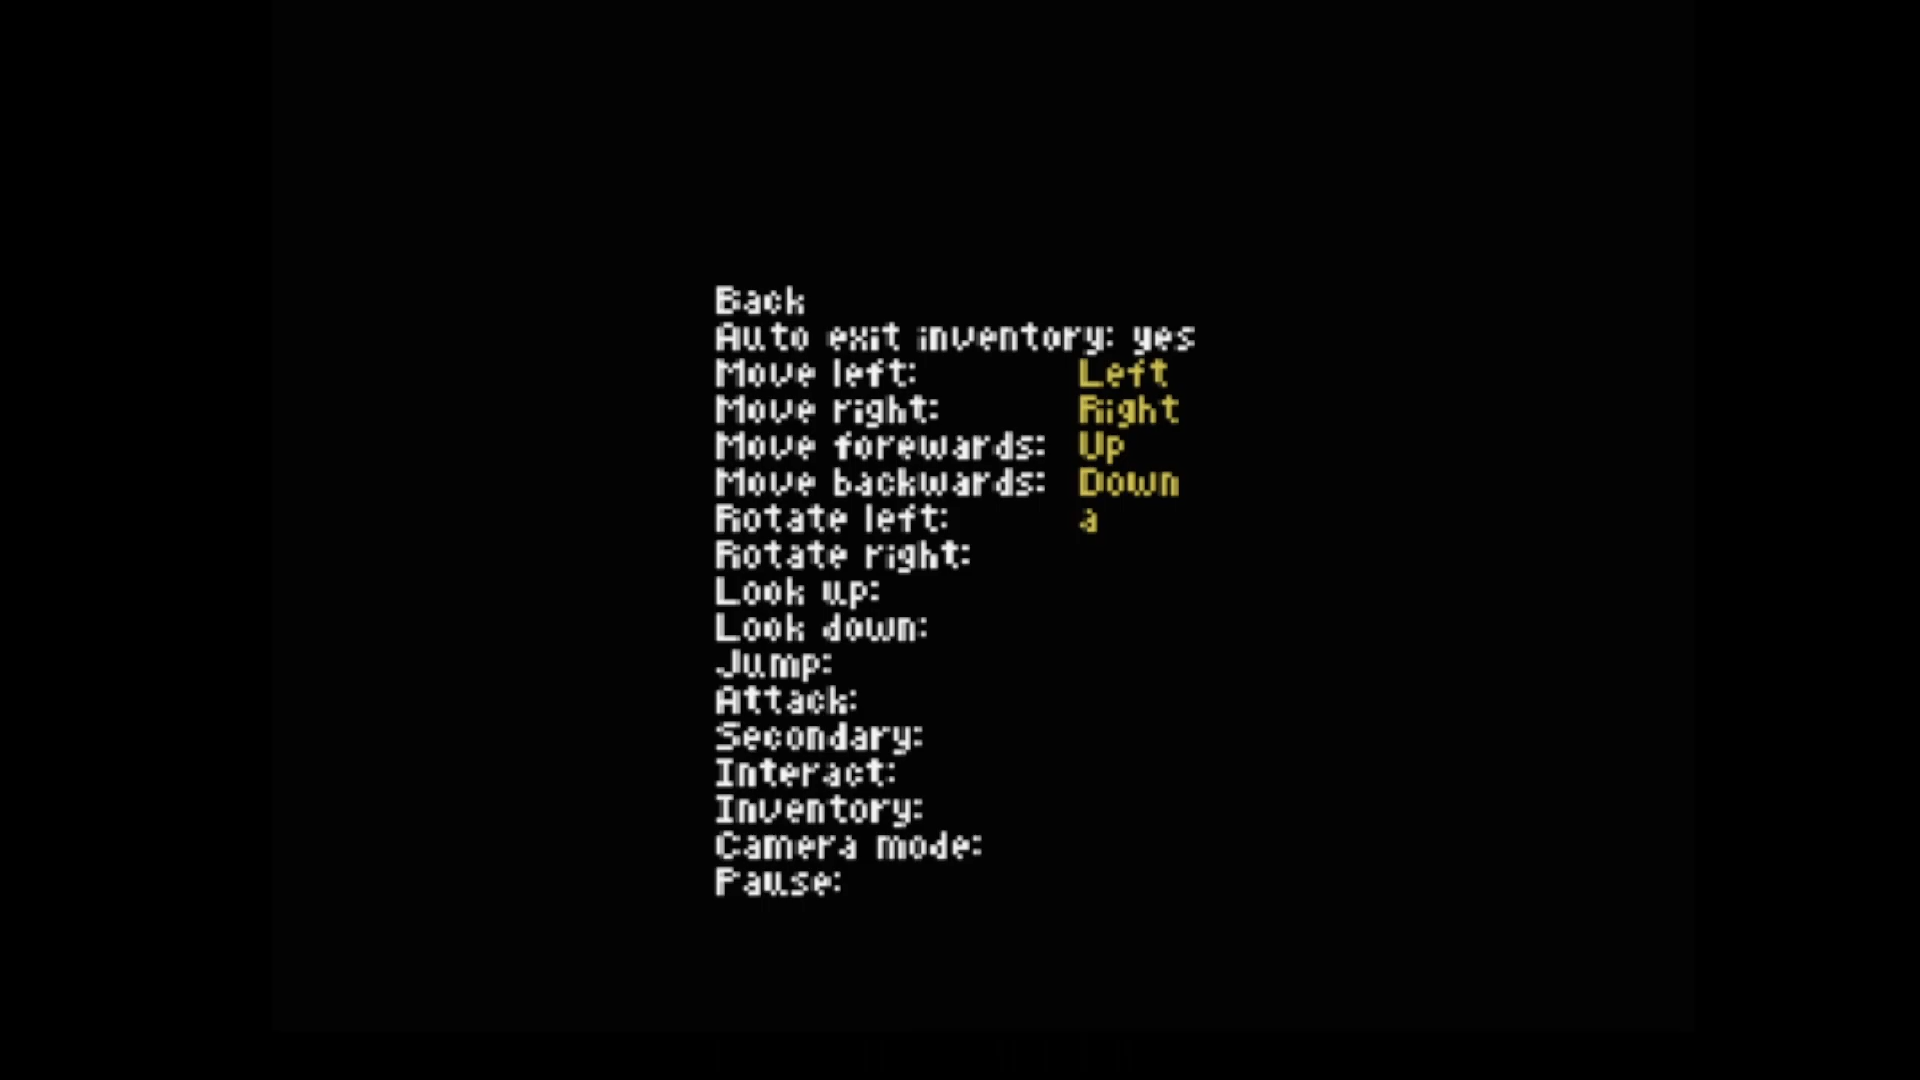 Back
Auto exit inventory: yes
Move left: Left
Move right: Right
Move forewards: Up
Move backwards: Down
Rotate left: a
Rotate right:
Look up:
Look down:
Jump:
Attack:
Secondary:
Interact:
Inventory:
Camera mode:
Pause: